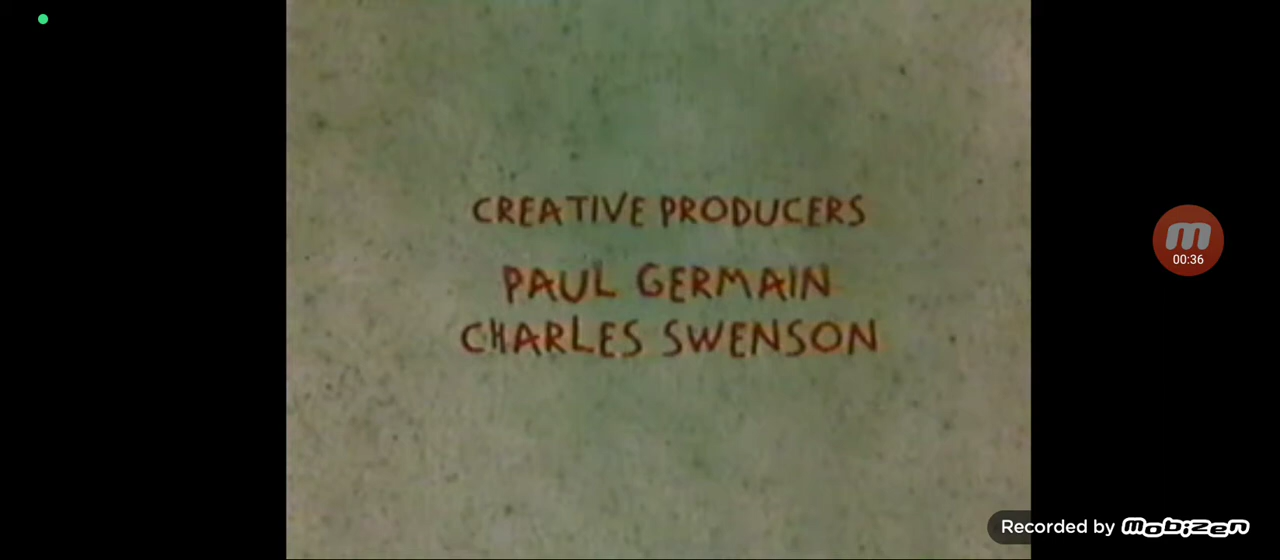 CREATIVE PRODUCERS
PAUL GERMAIN
CHARLES SWENSON
00:36
Recorded by mobizen